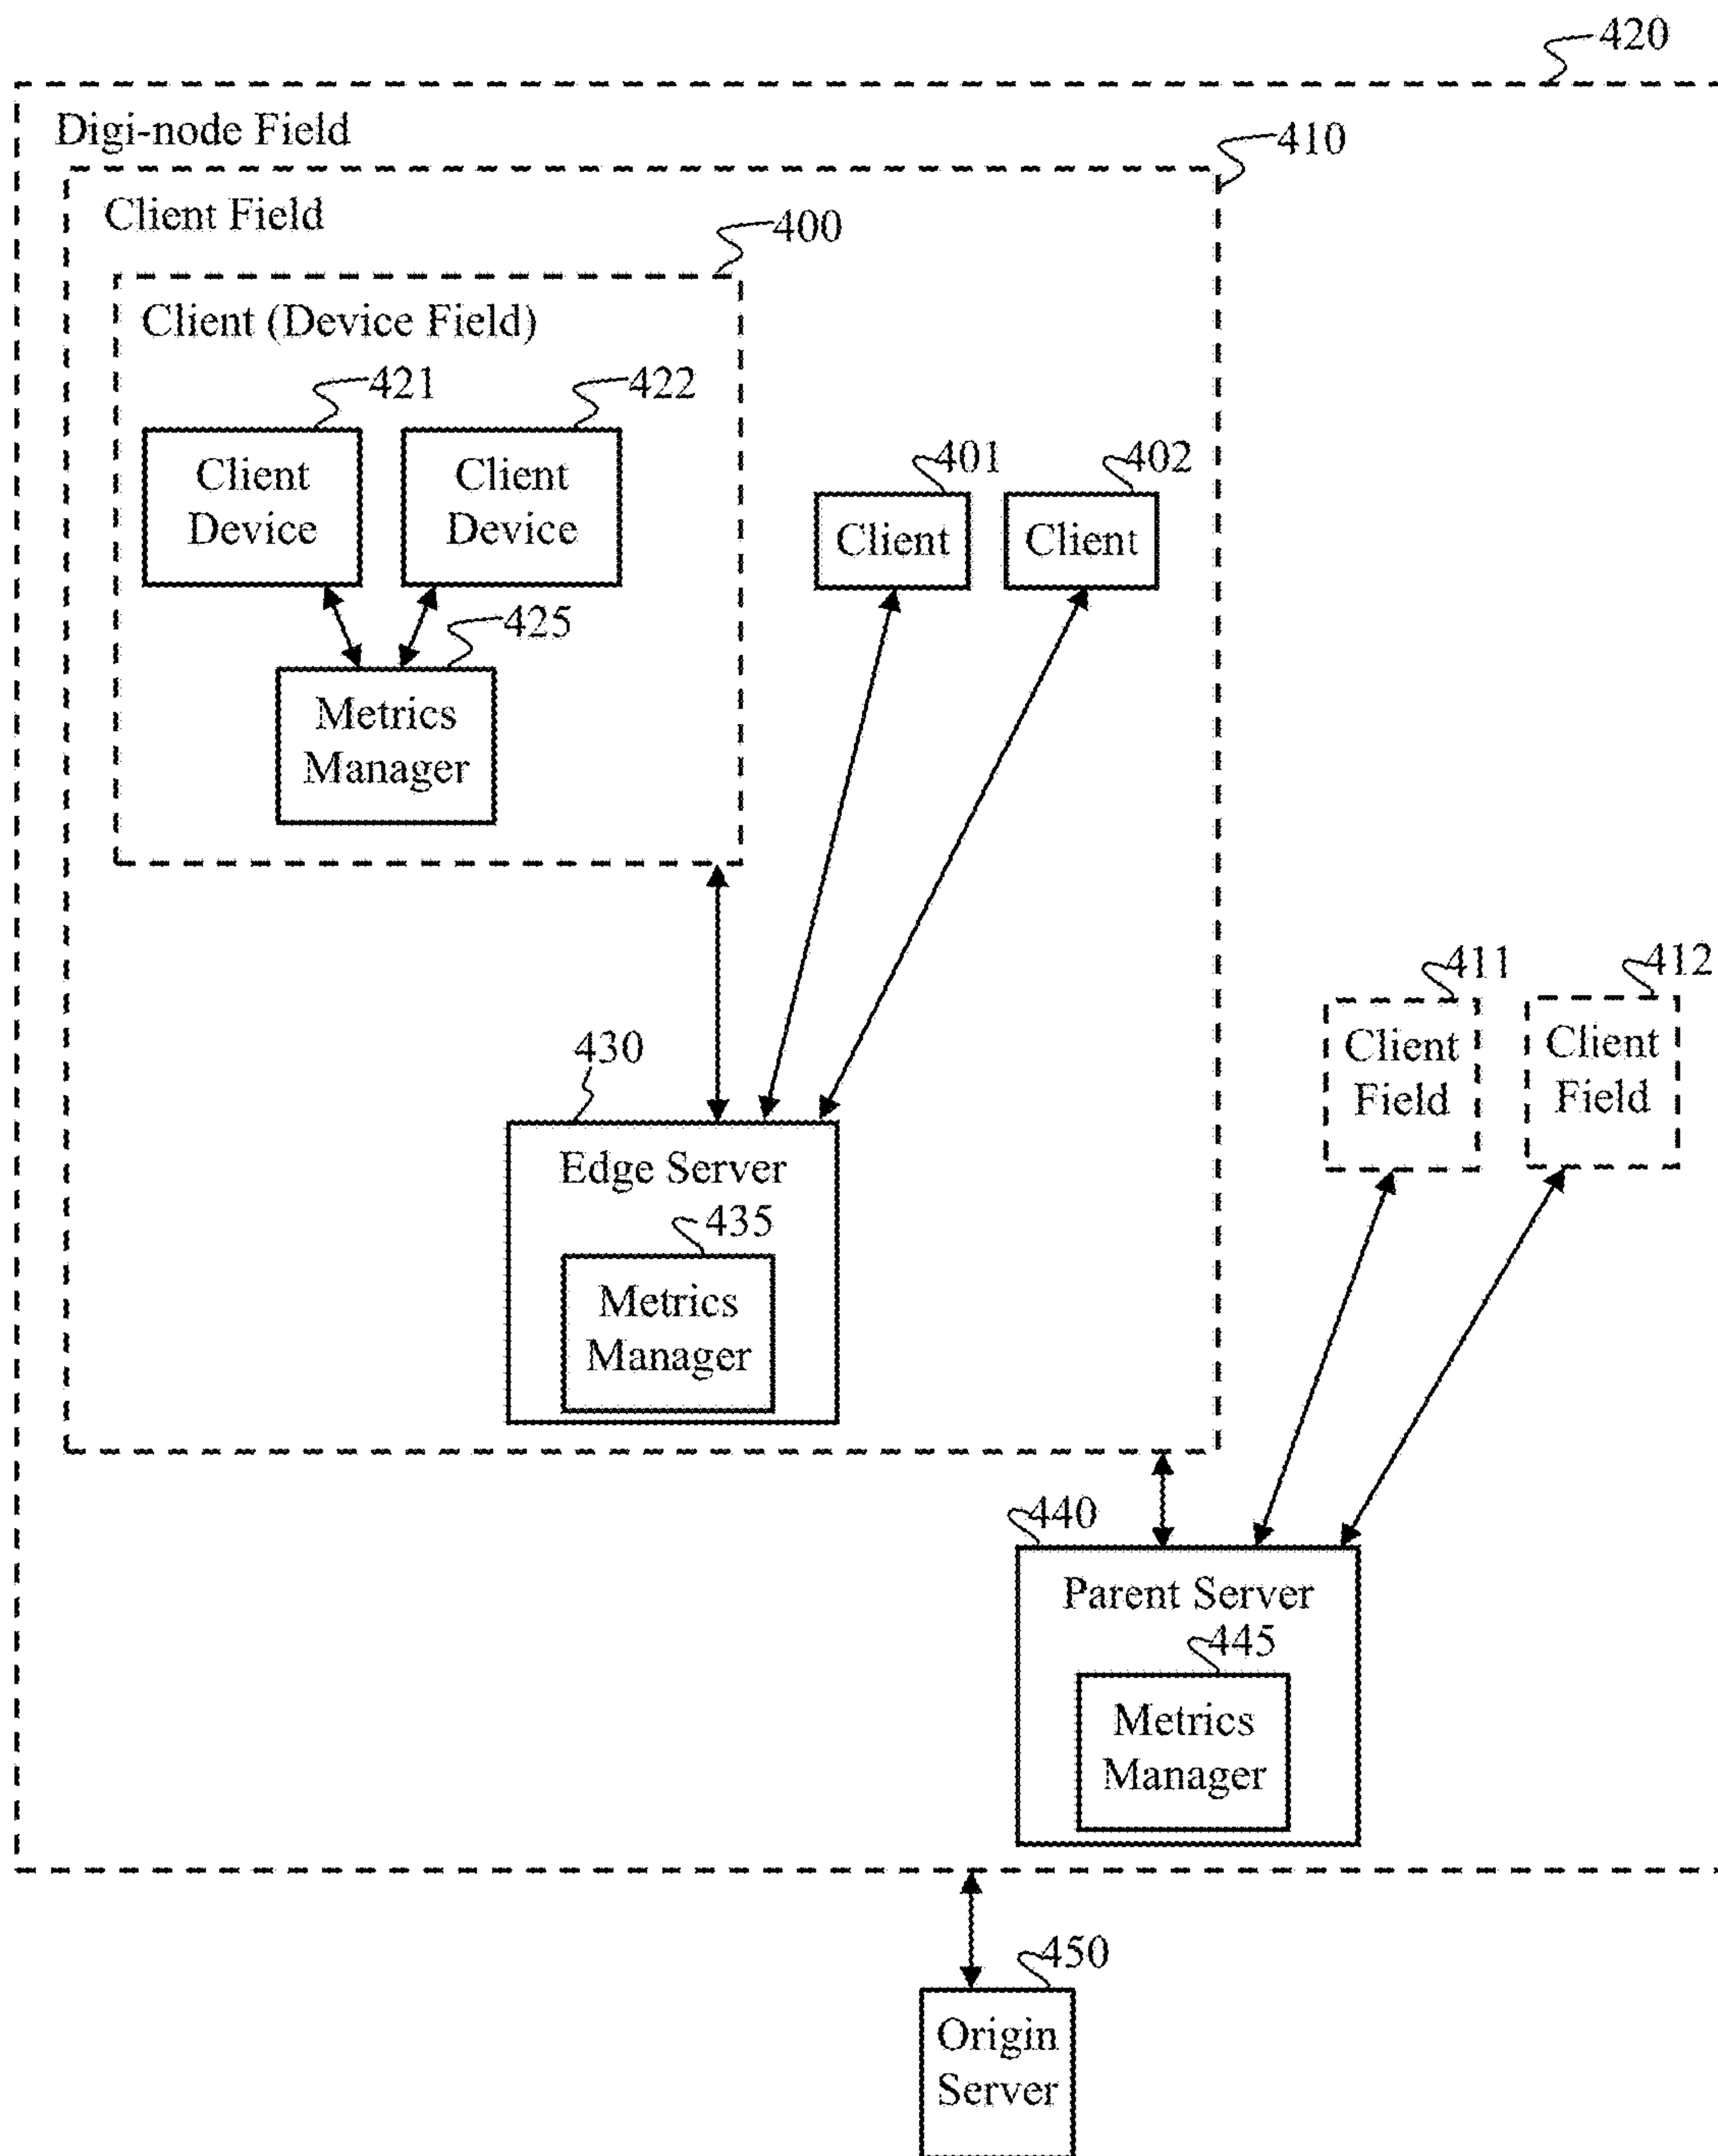 420
Digi-node Field
410
Client Field
400
Client (Device Field)
421
422
Client
Device
Client
Device
401
402
Client
Client
425
Metrics
Manager
411
412
Client
Field
Client
Field
430
Edge Server
435
Metrics
Manager
440
Parent Server
445
Metrics
Manager
450
Origin
Server